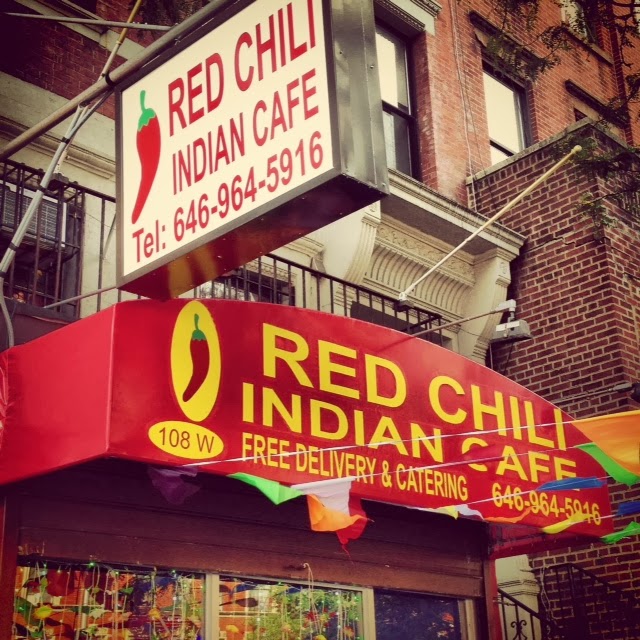 RED CHILI
INDIAN CAFE
Tel: 646-964-5916
108 W
RED CHILI
INDIAN CAFE
FREE DELIVERY & CATERING
646-964-5916